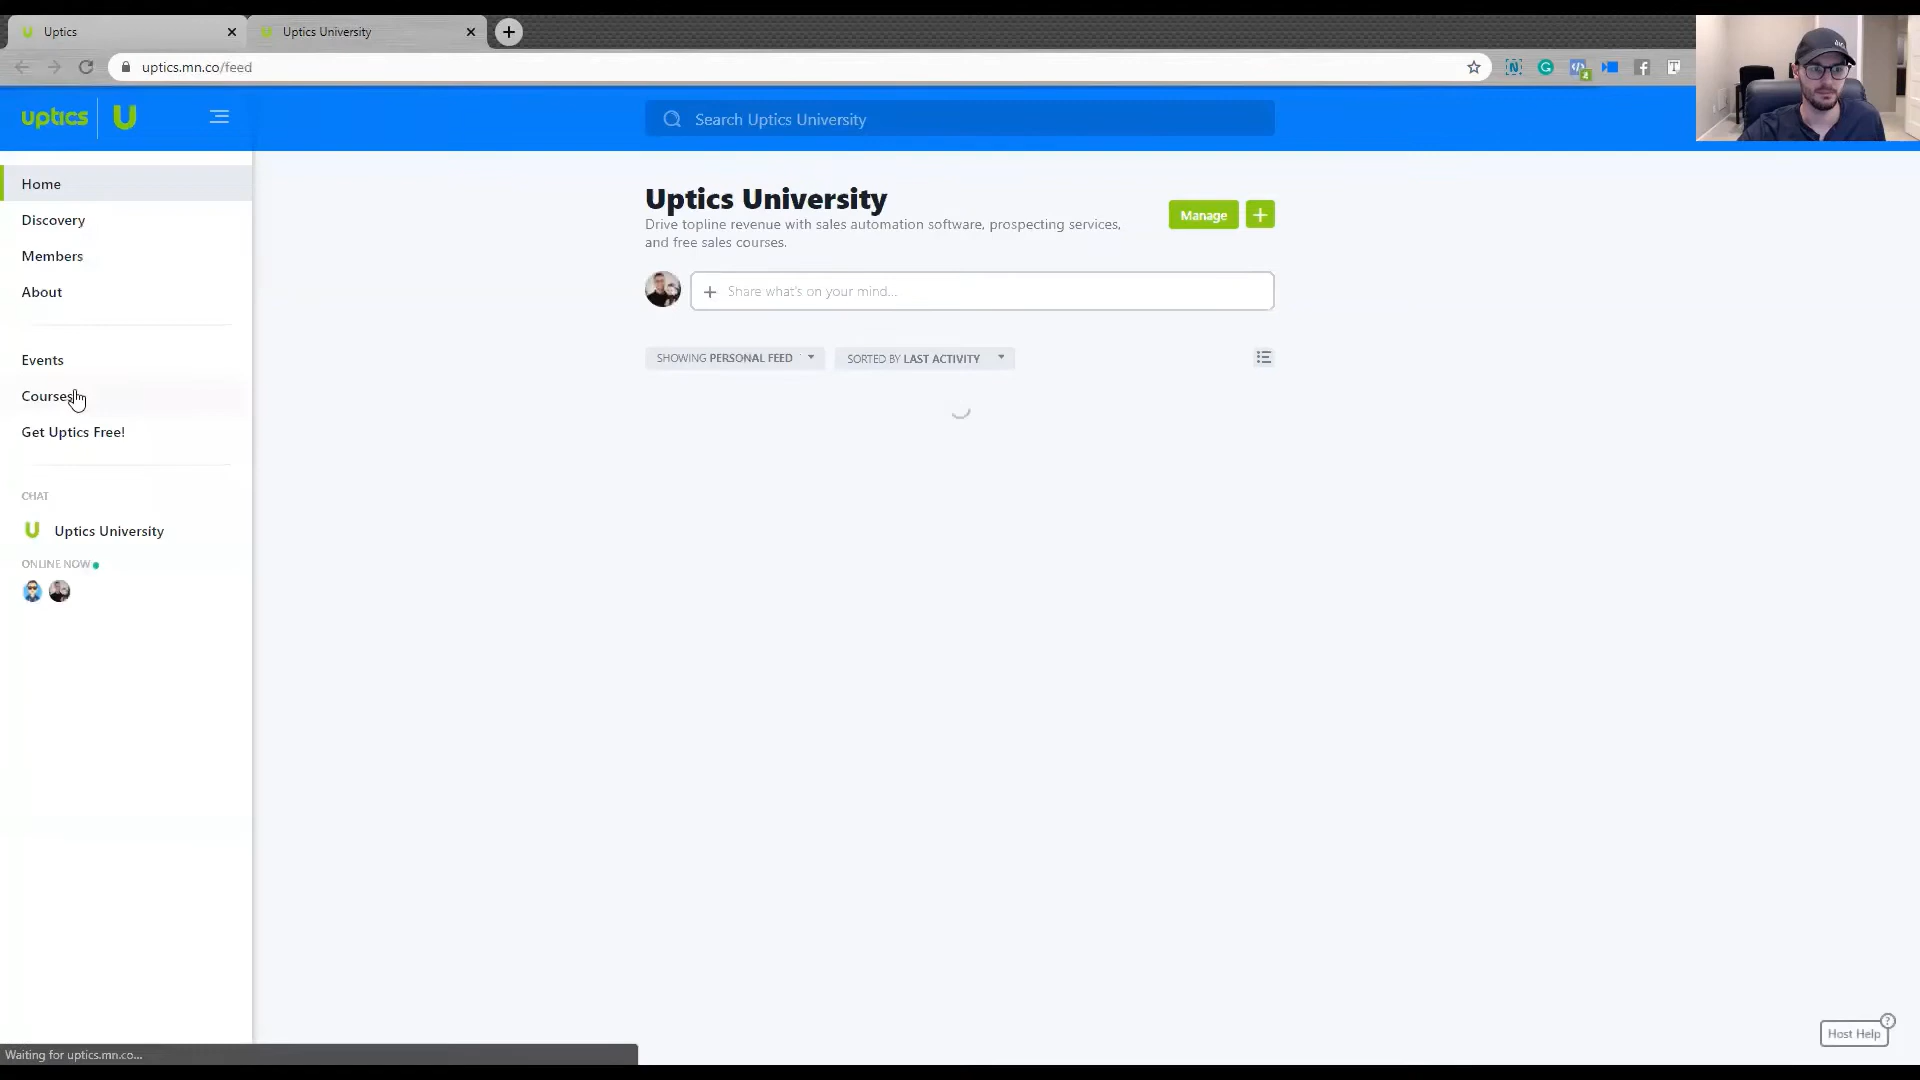 Uptics
Uptics University
uptics.mn.co/feed
uptics U
Search Uptics University
Home
Discovery
Members
About
Events
Courses
Get Uptics Free!
CHAT
U Uptics University
ONLINE NOW
Uptics University
Drive topline revenue with sales automation software, prospecting services,
and free sales courses.
Manage +
+ Share what's on your mind...
SHOWING PERSONAL FEED
SORTED BY LAST ACTIVITY
Host Help ?
Waiting for uptics.mn.co...